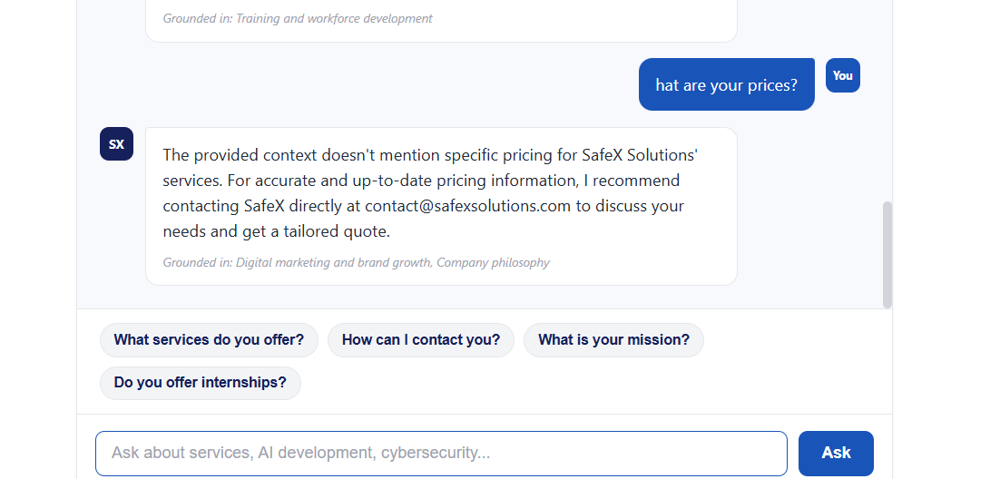 Grounded in: Training and workforce development
hat are your prices?
You
SX
The provided context doesn't mention specific pricing for SafeX Solutions'
services. For accurate and up-to-date pricing information, I recommend
contacting SafeX directly at contact@safexsolutions.com to discuss your
needs and get a tailored quote.
Grounded in: Digital marketing and brand growth, Company philosophy
What services do you offer?
How can I contact you?
What is your mission?
Do you offer internships?
Ask about services, AI development, cybersecurity...
Ask